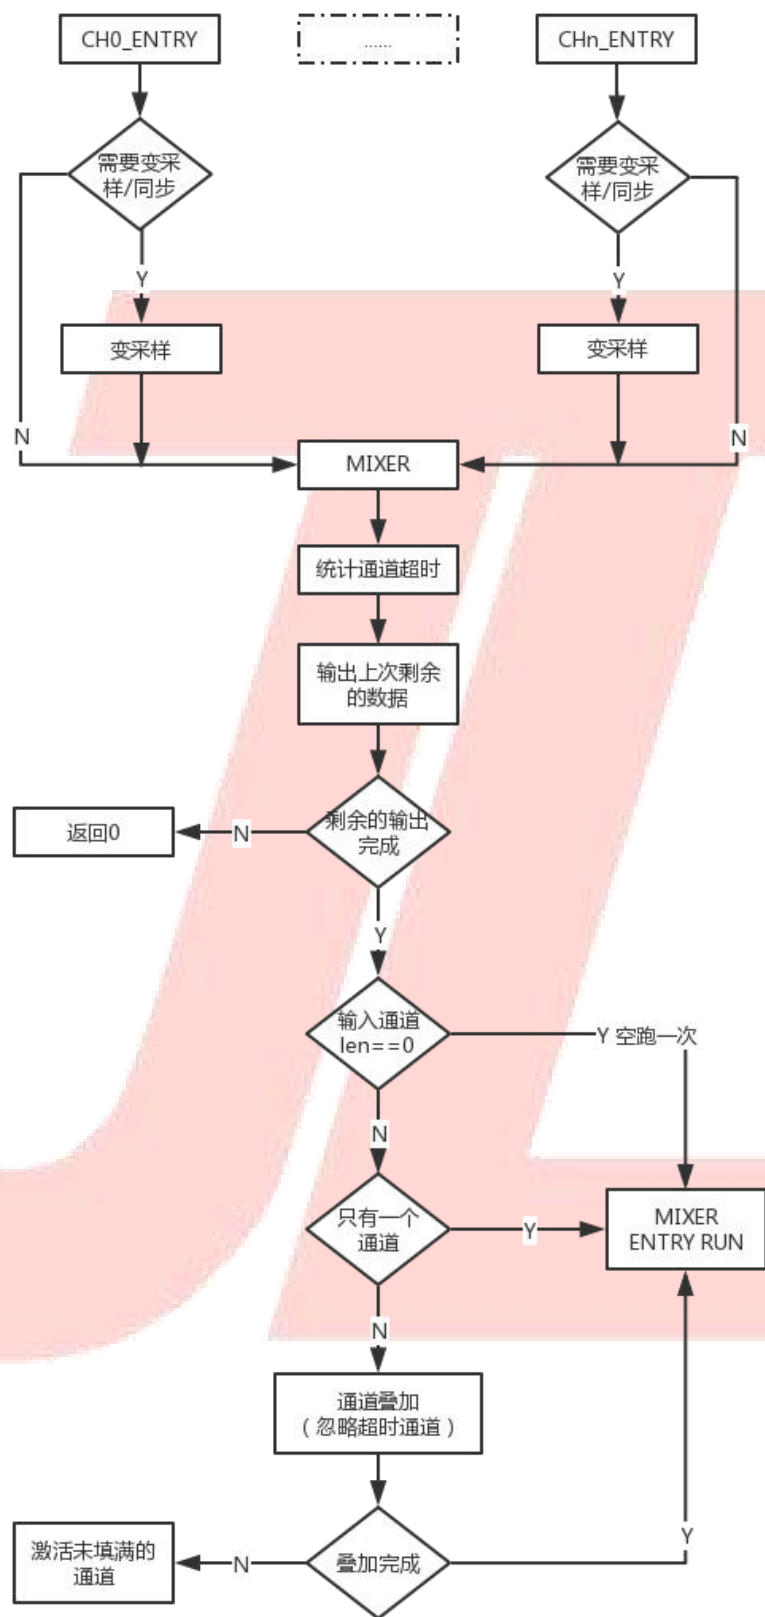 CH0_ENTRY
......
CHn_ENTRY
需要变采
样/同步
需要变采
样/同步
Y
Y
变采样
变采样
N
N
MIXER
统计通道超时
输出上次剩余
的数据
剩余的输出
完成
N
返回0
Y
输入通道
len==0
Y 空跑一次
N
只有一个
通道
Y
MIXER
ENTRY RUN
N
通道叠加
（忽略超时通道）
叠加完成
Y
N
激活未填满的
通道